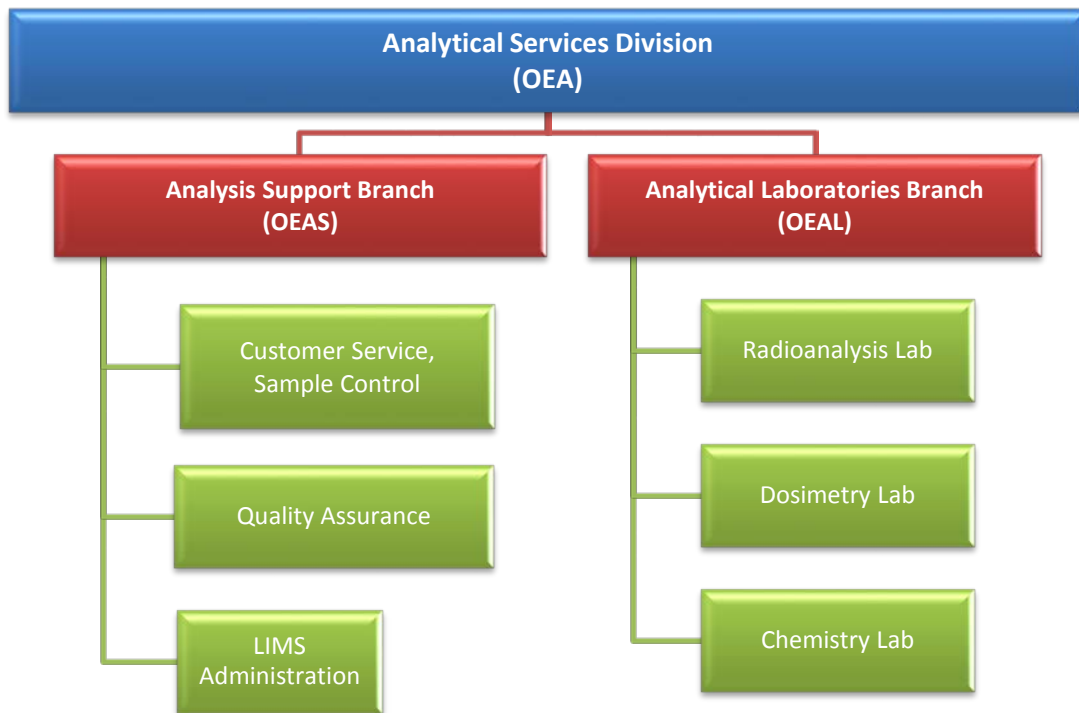 Analytical Services Division
(OEA)
Analysis Support Branch
(OEAS)
Analytical Laboratories Branch
(OEAL)
Customer Service,
Sample Control
Quality Assurance
LIMS
Administration
Radioanalysis Lab
Dosimetry Lab
Chemistry Lab